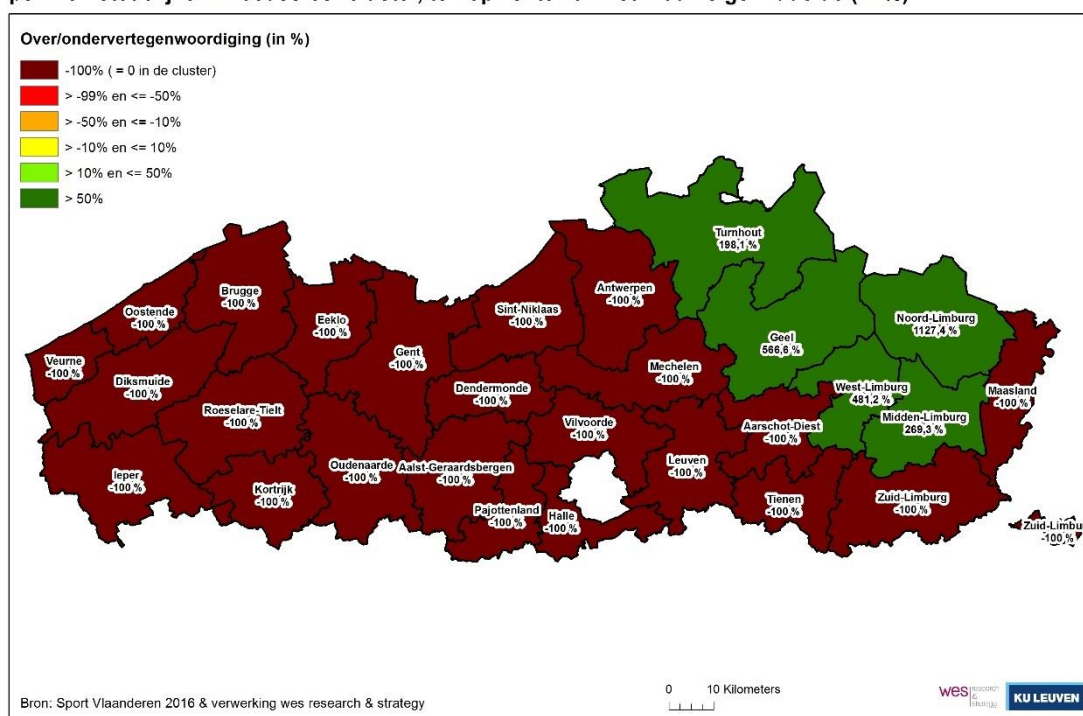 Over/ondervertegenwoordiging (in %)
-100% ( = 0 in de cluster)
> -99% en <= -50%
> -50% en <= -10%
> -10% en <= 10%
> 10% en <= 50%
> 50%
Turnhout
198,1 %
Antwerpen
-100 %
Brugge
-100 %
Oostende
-100 %
Sint-Niklaas
-100 %
Eeklo
-100 %
Noord-Limburg
1127,4 %
Geel
566,6 %
Gent
-100 %
Veurne
-100 %
Mechelen
-100 %
Diksmuide
-100 %
Dendermonde
-100 %
West-Limburg
481,2 %
Maasland
-100 %
Roeselare-Tielt
-100 %
Vilvoorde
-100 %
Aarschot-Diest
-100 %
Midden-Limburg
269,3 %
Leuven
-100 %
Oudenaarde
-100 %
Aalst-Geraardsbergen
-100 %
Ieper
-100 %
Kortrijk
-100 %
Pajottenland
-100 %
Halle
-100 %
Tienen
-100 %
Zuid-Limburg
-100 %
Zuid-Limbu
-100 %
Bron: Sport Vlaanderen 2016 & verwerking wes research & strategy
0 10 Kilometers
wes research & strategy
KU LEUVEN